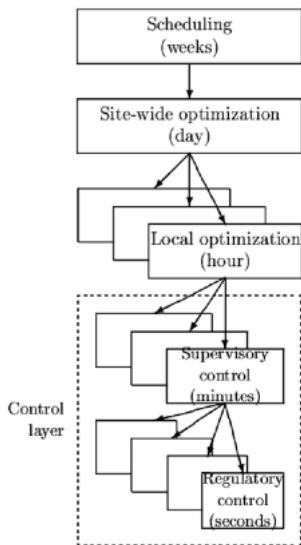 Scheduling
(weeks)
Site-wide optimization
(day)
Local optimization
(hour)
Supervisory
control
(minutes)
Control
layer
Regulatory
control
(seconds)